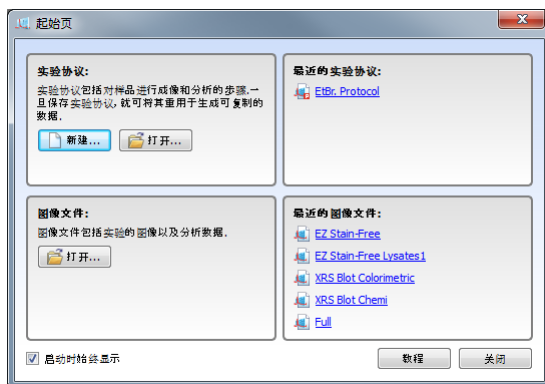 起始页
实验协议:
实验协议包括对样品进行成像和分析的步骤.一
旦保存实验协议, 就可将其重用于生成可复制的
数据.
新建...
打开...
最近的实验协议:
EtBr. Protocol
图像文件:
图像文件包括实验的图像以及分析数据.
打开...
最近的图像文件:
EZ Stain-Free
EZ Stain-Free Lysates1
XRS Blot Colorimetric
XRS Blot Chemi
Full
启动时始终显示
教程
关闭